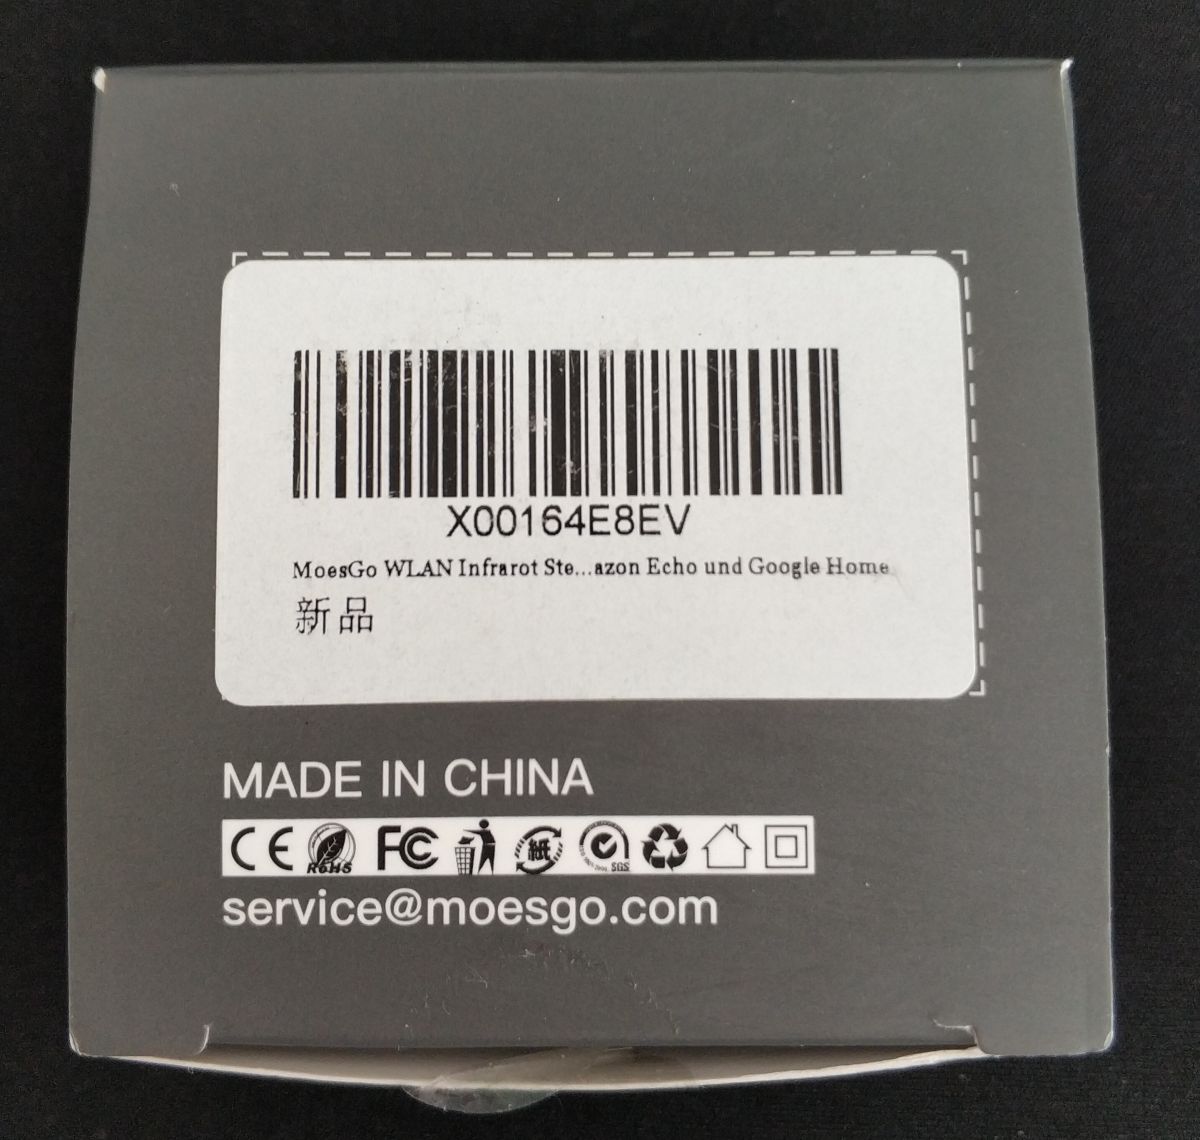 X00164E8EV
MoesGo WLAN Infrarot Ste...azon Echo und Google Home
新品
MADE IN CHINA
CE RoHS FC 紙 SGS
service@moesgo.com